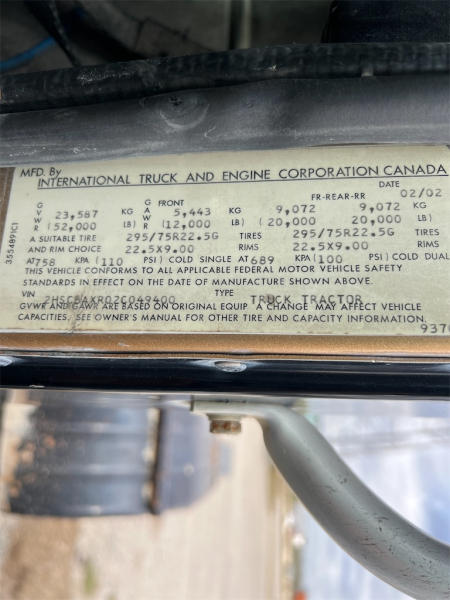 MFD. By INTERNATIONAL TRUCK AND ENGINE CORPORATION CANADA
DATE 02/02
G G FRONT FR-REAR-RR
V 23,587 KG A 5,443 KG 9,072 9,072 KG
W W
R (52,000 LB) R (12,000 LB) (20,000 20,000 LB)
A SUITABLE TIRE 295/75R22.5G TIRES 295/75R22.5G TIRES
AND RIM CHOICE 22.5X9.00 RIMS 22.5X9.00 RIMS
AT 758 KPA (110 PSI) COLD SINGLE AT 689 KPA (100 PSI) COLD DUAL
THIS VEHICLE CONFORMS TO ALL APPLICABLE FEDERAL MOTOR VEHICLE SAFETY
STANDARDS IN EFFECT ON THE DATE OF MANUFACTURE SHOWN ABOVE.
VIN 2HSCBAXR02C049600 TYPE TRUCK TRACTOR
GVWR AND GAWR ARE BASED ON ORIGINAL EQUIP A CHANGE MAY AFFECT VEHICLE
CAPACITIES. SEE OWNER'S MANUAL FOR OTHER TIRE AND CAPACITY INFORMATION.
9370
3554891C1